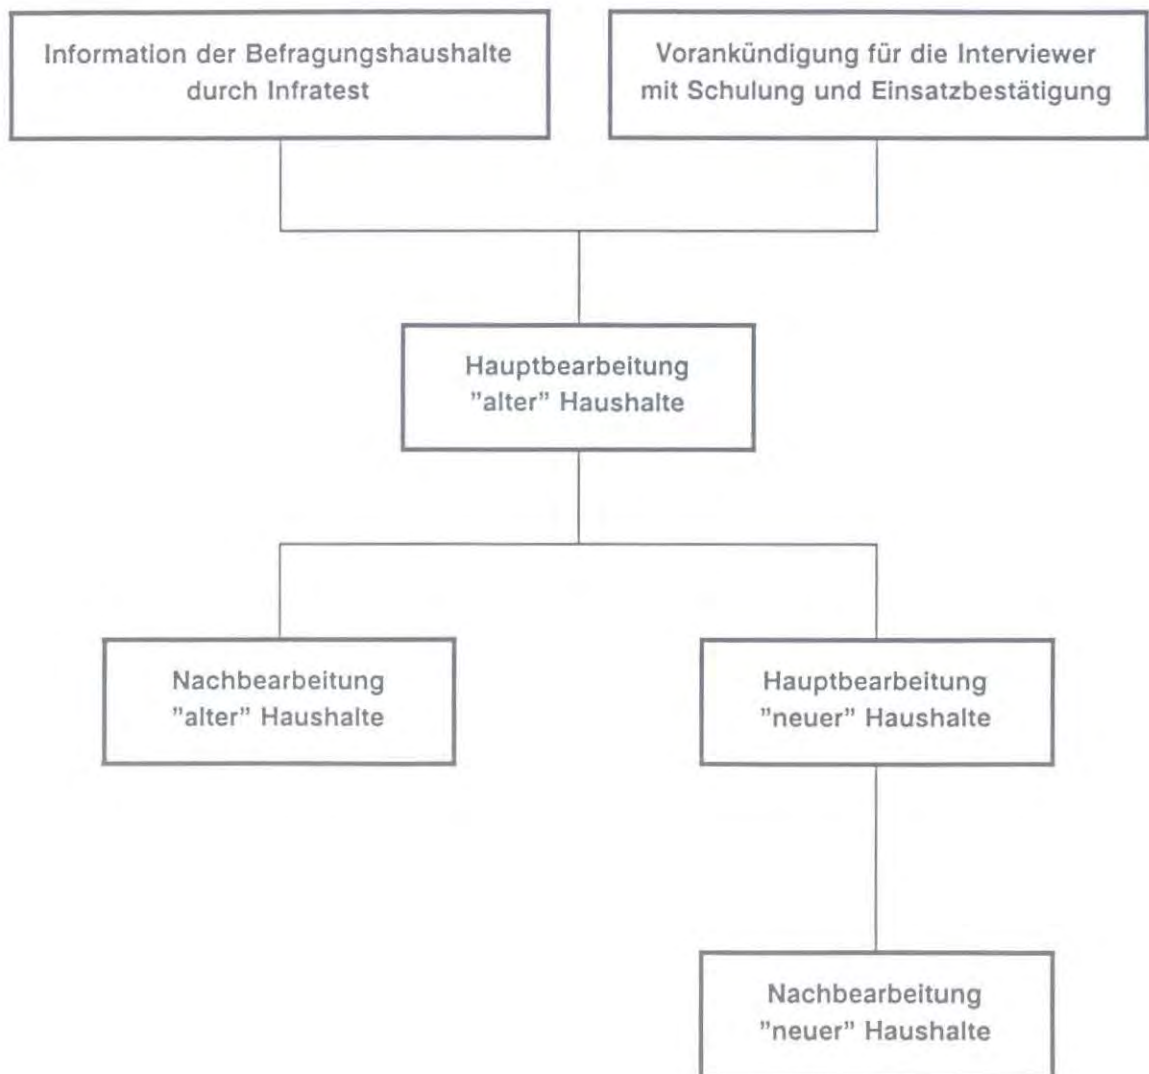 Information der Befragungshaushalte
durch Infratest
Vorankündigung für die Interviewer
mit Schulung und Einsatzbestätigung
Hauptbearbeitung
”alter” Haushalte
Nachbearbeitung
”alter” Haushalte
Hauptbearbeitung
”neuer” Haushalte
Nachbearbeitung
”neuer” Haushalte